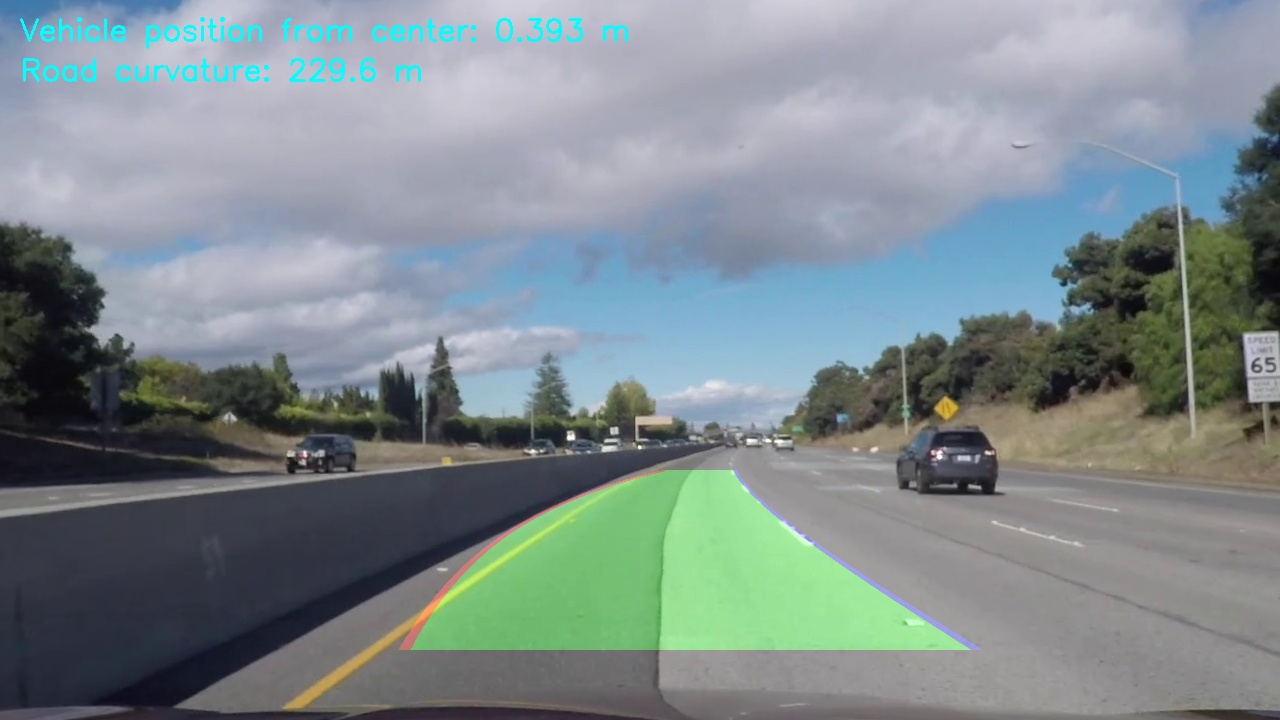 Vehicle position from center: 0.393 m
Road curvature: 229.6 m
SPEED
LIMIT
65